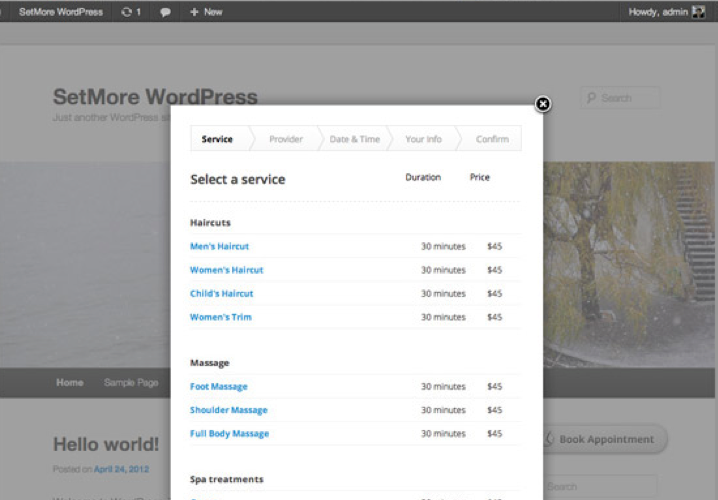 SetMore WordPress 1 + New Howdy, admin
SetMore WordPress
Just another WordPress si
Search
Service Provider Date & Time Your Info Confirm
Select a service Duration Price
Haircuts
Men's Haircut 30 minutes $45
Women's Haircut 30 minutes $45
Child's Haircut 30 minutes $45
Women's Trim 30 minutes $45
Massage
Home Sample Page
Foot Massage 30 minutes $45
Shoulder Massage 30 minutes $45
Full Body Massage 30 minutes $45
Book Appointment
Hello world!
Posted on April 24, 2012
Spa treatments
Search